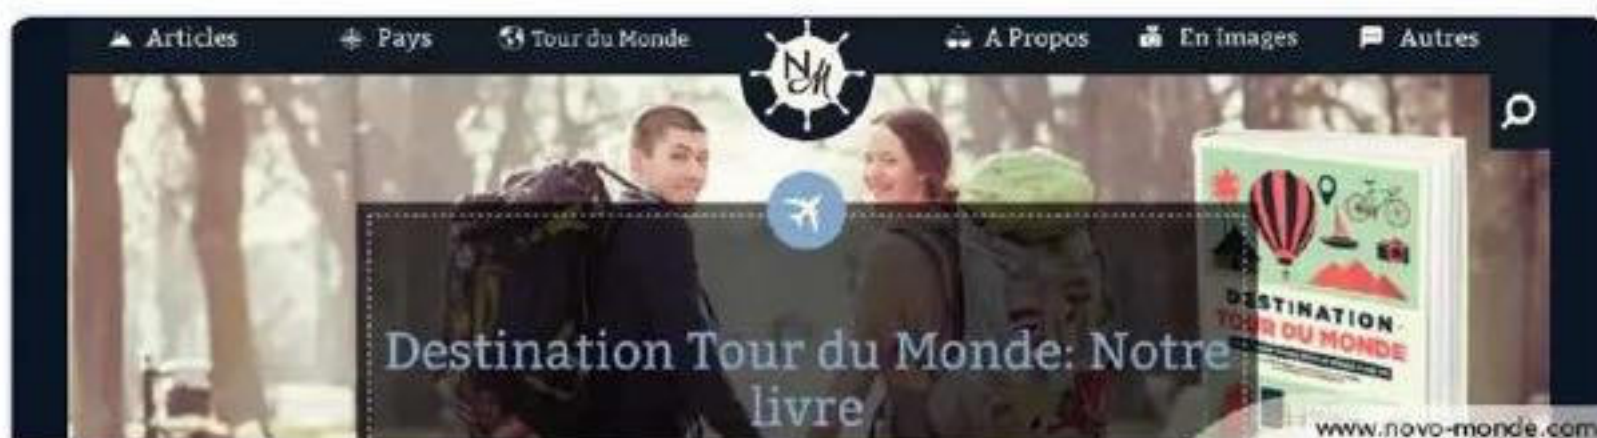 Articles
Pays
Tour du Monde
NM
A Propos
En Images
Autres
Destination Tour du Monde: Notre
livre
DESTINATION
TOUR DU MONDE
www.novo-monde.com